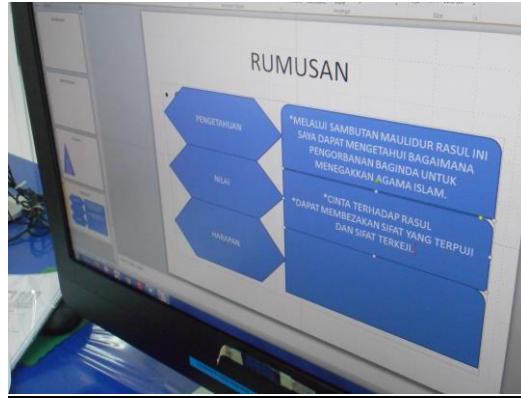 RUMUSAN
PENGETAHUAN
*MELALUI SAMBUTAN MAULIDUR RASUL INI
SAYA DAPAT MENGETAHUI BAGAIMANA
PENGORBANAN BAGINDA UNTUK
MENEGAKKAN AGAMA ISLAM.
NILAI
*CINTA TERHADAP RASUL
*DAPAT MEMBEZAKAN SIFAT YANG TERPUJI
DAN SIFAT TERKEJI.
HARAPAN